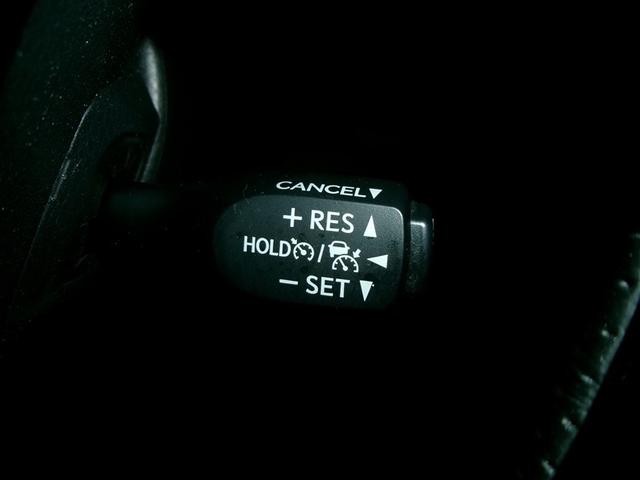 CANCEL
+ RES
HOLD /
- SET